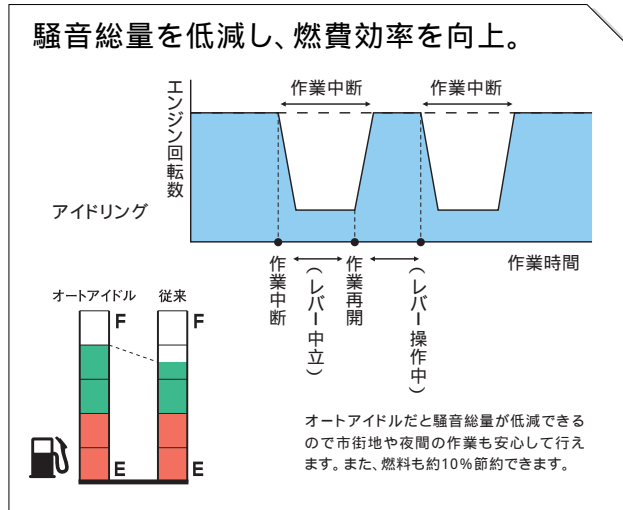 騒音総量を低減し、燃費効率を向上。
作業中断
作業中断
エンジン回転数
アイドリング
作業時間
作業中断
(レバー中立)
作業再開
(レバー操作中)
オートアイドル
従来
F
F
E
E
オートアイドルだと騒音総量が低減できる
ので市街地や夜間の作業も安心して行え
ます。また、燃料も約10%節約できます。